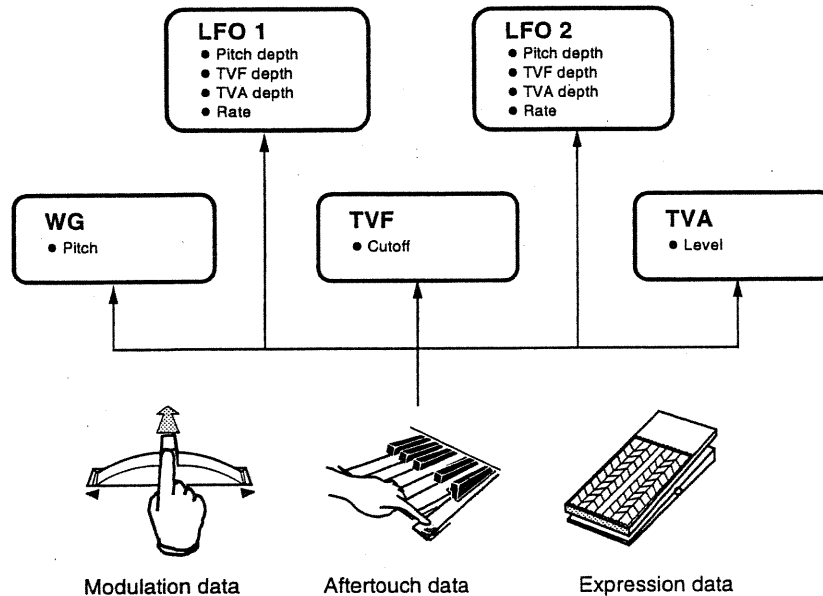 LFO 1
● Pitch depth
● TVF depth
● TVA depth
● Rate
LFO 2
● Pitch depth
● TVF depth
● TVA depth
● Rate
WG
● Pitch
TVF
● Cutoff
TVA
● Level
Modulation data
Aftertouch data
Expression data